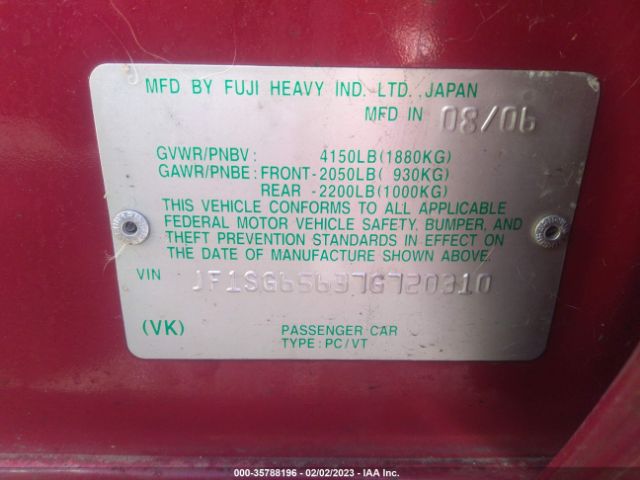 MFD BY FUJI HEAVY IND. LTD. JAPAN
MFD IN 08/06
GVWR/PNBV: 4150LB(1880KG)
GAWR/PNBE: FRONT-2050LB( 930KG)
REAR -2200LB(1000KG)
THIS VEHICLE CONFORMS TO ALL APPLICABLE
FEDERAL MOTOR VEHICLE SAFETY, BUMPER, AND
THEFT PREVENTION STANDARDS IN EFFECT ON
THE DATE OF MANUFACTURE SHOWN ABOVE.
VIN JF1SG65637G720310
(VK) PASSENGER CAR
TYPE: PC/VT
000-35788196 - 02/02/2023 - IAA Inc.